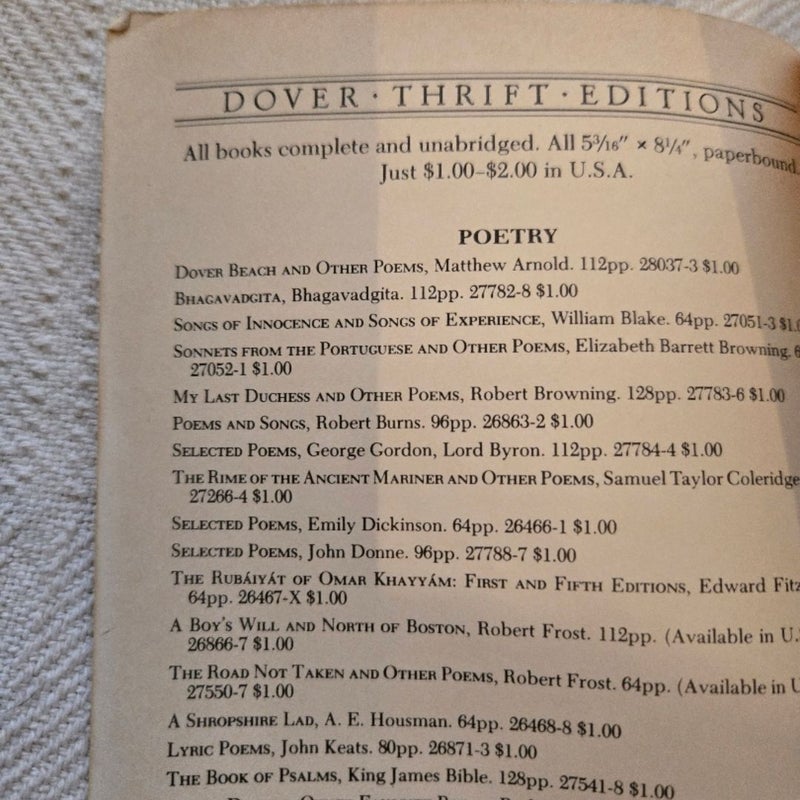 DOVER · THRIFT · EDITIONS
All books complete and unabridged. All 5³⁄₁₆″ × 8¼″, paperbound.
Just $1.00–$2.00 in U.S.A.
POETRY
DOVER BEACH AND OTHER POEMS, Matthew Arnold. 112pp. 28037-3 $1.00
BHAGAVADGITA, Bhagavadgita. 112pp. 27782-8 $1.00
SONGS OF INNOCENCE AND SONGS OF EXPERIENCE, William Blake. 64pp. 27051-3
SONNETS FROM THE PORTUGUESE AND OTHER POEMS, Elizabeth Barrett Browning.
27052-1 $1.00
MY LAST DUCHESS AND OTHER POEMS, Robert Browning. 128pp. 27783-6 $1.00
POEMS AND SONGS, Robert Burns. 96pp. 26863-2 $1.00
SELECTED POEMS, George Gordon, Lord Byron. 112pp. 27784-4 $1.00
THE RIME OF THE ANCIENT MARINER AND OTHER POEMS, Samuel Taylor Coleridge
27266-4 $1.00
SELECTED POEMS, Emily Dickinson. 64pp. 26466-1 $1.00
SELECTED POEMS, John Donne. 96pp. 27788-7 $1.00
THE RUBÁIYÁT OF OMAR KHAYYÁM: FIRST AND FIFTH EDITIONS, Edward Fitz
64pp. 26467-X $1.00
A BOY'S WILL AND NORTH OF BOSTON, Robert Frost. 112pp. (Available in U.
26866-7 $1.00
THE ROAD NOT TAKEN AND OTHER POEMS, Robert Frost. 64pp. (Available in U
27550-7 $1.00
A SHROPSHIRE LAD, A. E. Housman. 64pp. 26468-8 $1.00
LYRIC POEMS, John Keats. 80pp. 26871-3 $1.00
THE BOOK OF PSALMS, King James Bible. 128pp. 27541-8 $1.00